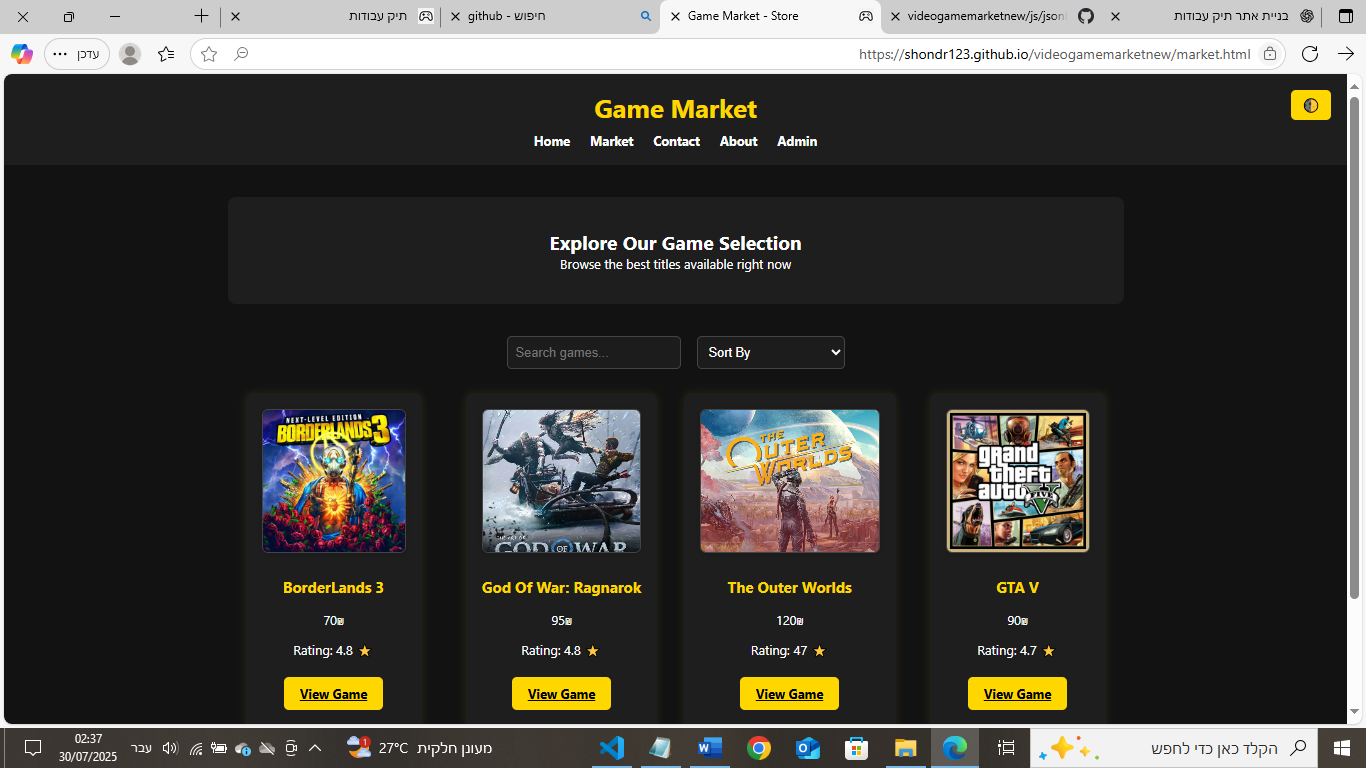 תיק עבודות
github - חיפוש
Game Market - Store
videogamemarketnew/js/json
בניית אתר תיק עבודות
עדכן
https://shondr123.github.io/videogamemarketnew/market.html
Game Market
Home Market Contact About Admin
Explore Our Game Selection
Browse the best titles available right now
Search games...
Sort By
NEXT-LEVEL EDITION
BORDERLANDS 3
GOD OF WAR
THE OUTER WORLDS
grand theft auto V FIVE
BorderLands 3
God Of War: Ragnarok
The Outer Worlds
GTA V
70₪
95₪
120₪
90₪
Rating: 4.8 ★
Rating: 4.8 ★
Rating: 47 ★
Rating: 4.7 ★
View Game
View Game
View Game
View Game
02:37
30/07/2025
עבר
27°C מעונן חלקית
הקלד כאן כדי לחפש